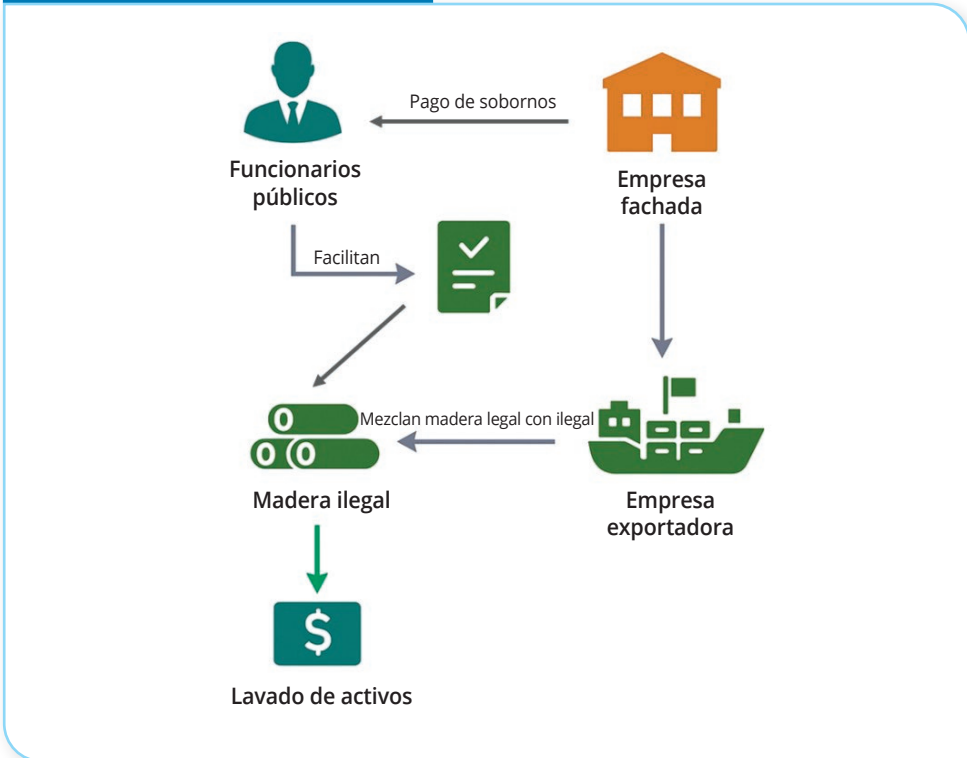 Pago de sobornos
Funcionarios
públicos
Empresa
fachada
Facilitan
Mezclan madera legal con ilegal
Madera ilegal
Empresa
exportadora
$
Lavado de activos